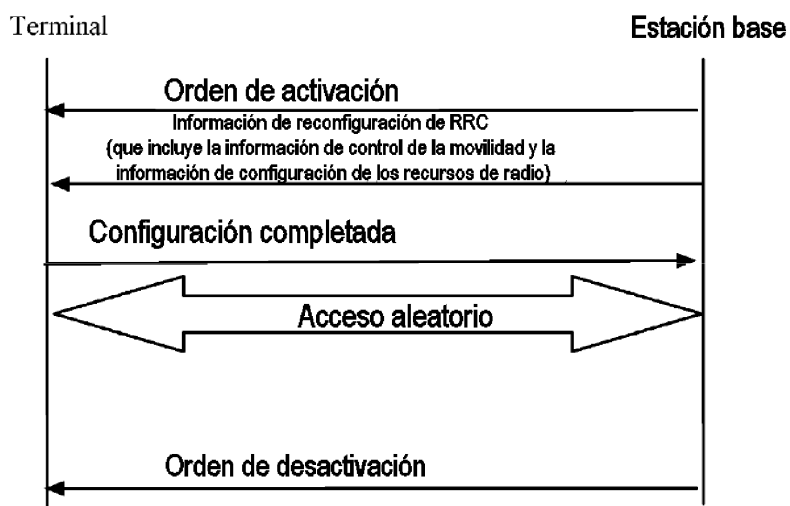 Terminal
Estación base
Orden de activación
Información de reconfiguración de RRC
(que incluye la información de control de la movilidad y la
información de configuración de los recursos de radio)
Configuración completada
Acceso aleatorio
Orden de desactivación